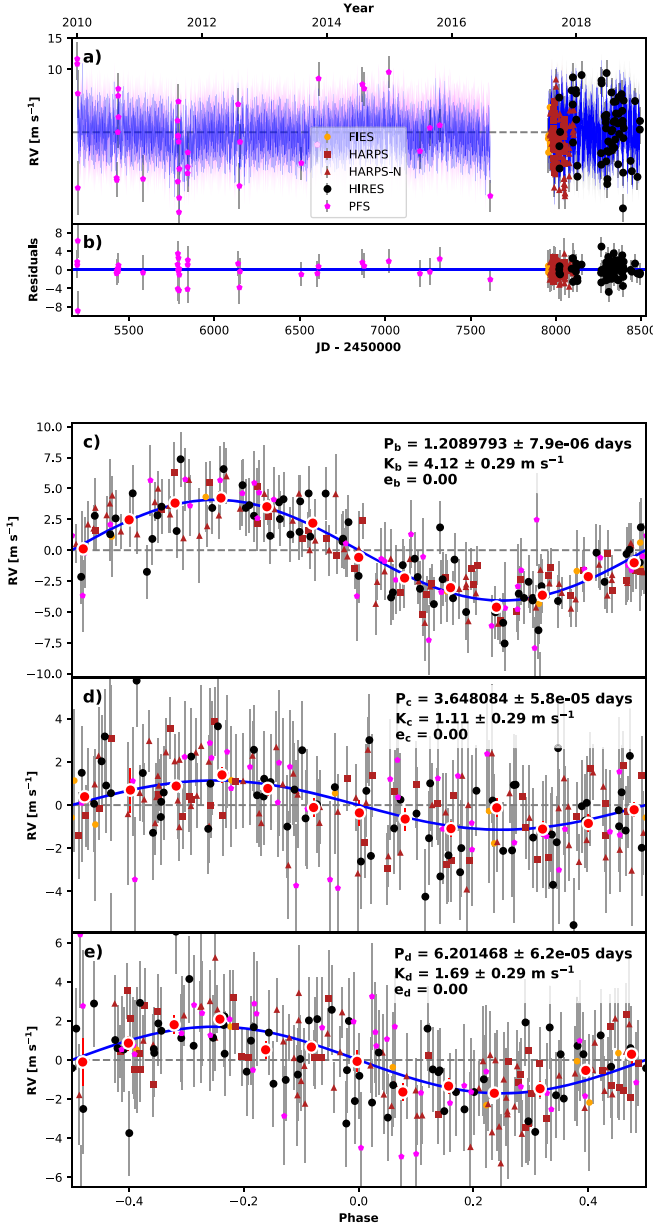 Year
2010 2012 2014 2016 2018
a)
15
10
RV [m s⁻¹]
FIES
HARPS
HARPS-N
HIRES
PFS
b)
8
4
0
−4
−8
Residuals
5500 6000 6500 7000 7500 8000 8500
JD - 2450000
c)
P_b = 1.2089793 ± 7.9e-06 days
K_b = 4.12 ± 0.29 m s⁻¹
e_b = 0.00
10.0
7.5
5.0
2.5
0.0
−2.5
−5.0
−7.5
−10.0
RV [m s⁻¹]
d)
P_c = 3.648084 ± 5.8e-05 days
K_c = 1.11 ± 0.29 m s⁻¹
e_c = 0.00
4
2
0
−2
−4
RV [m s⁻¹]
e)
P_d = 6.201468 ± 6.2e-05 days
K_d = 1.69 ± 0.29 m s⁻¹
e_d = 0.00
6
4
2
0
−2
−4
−6
RV [m s⁻¹]
−0.4 −0.2 0.0 0.2 0.4
Phase